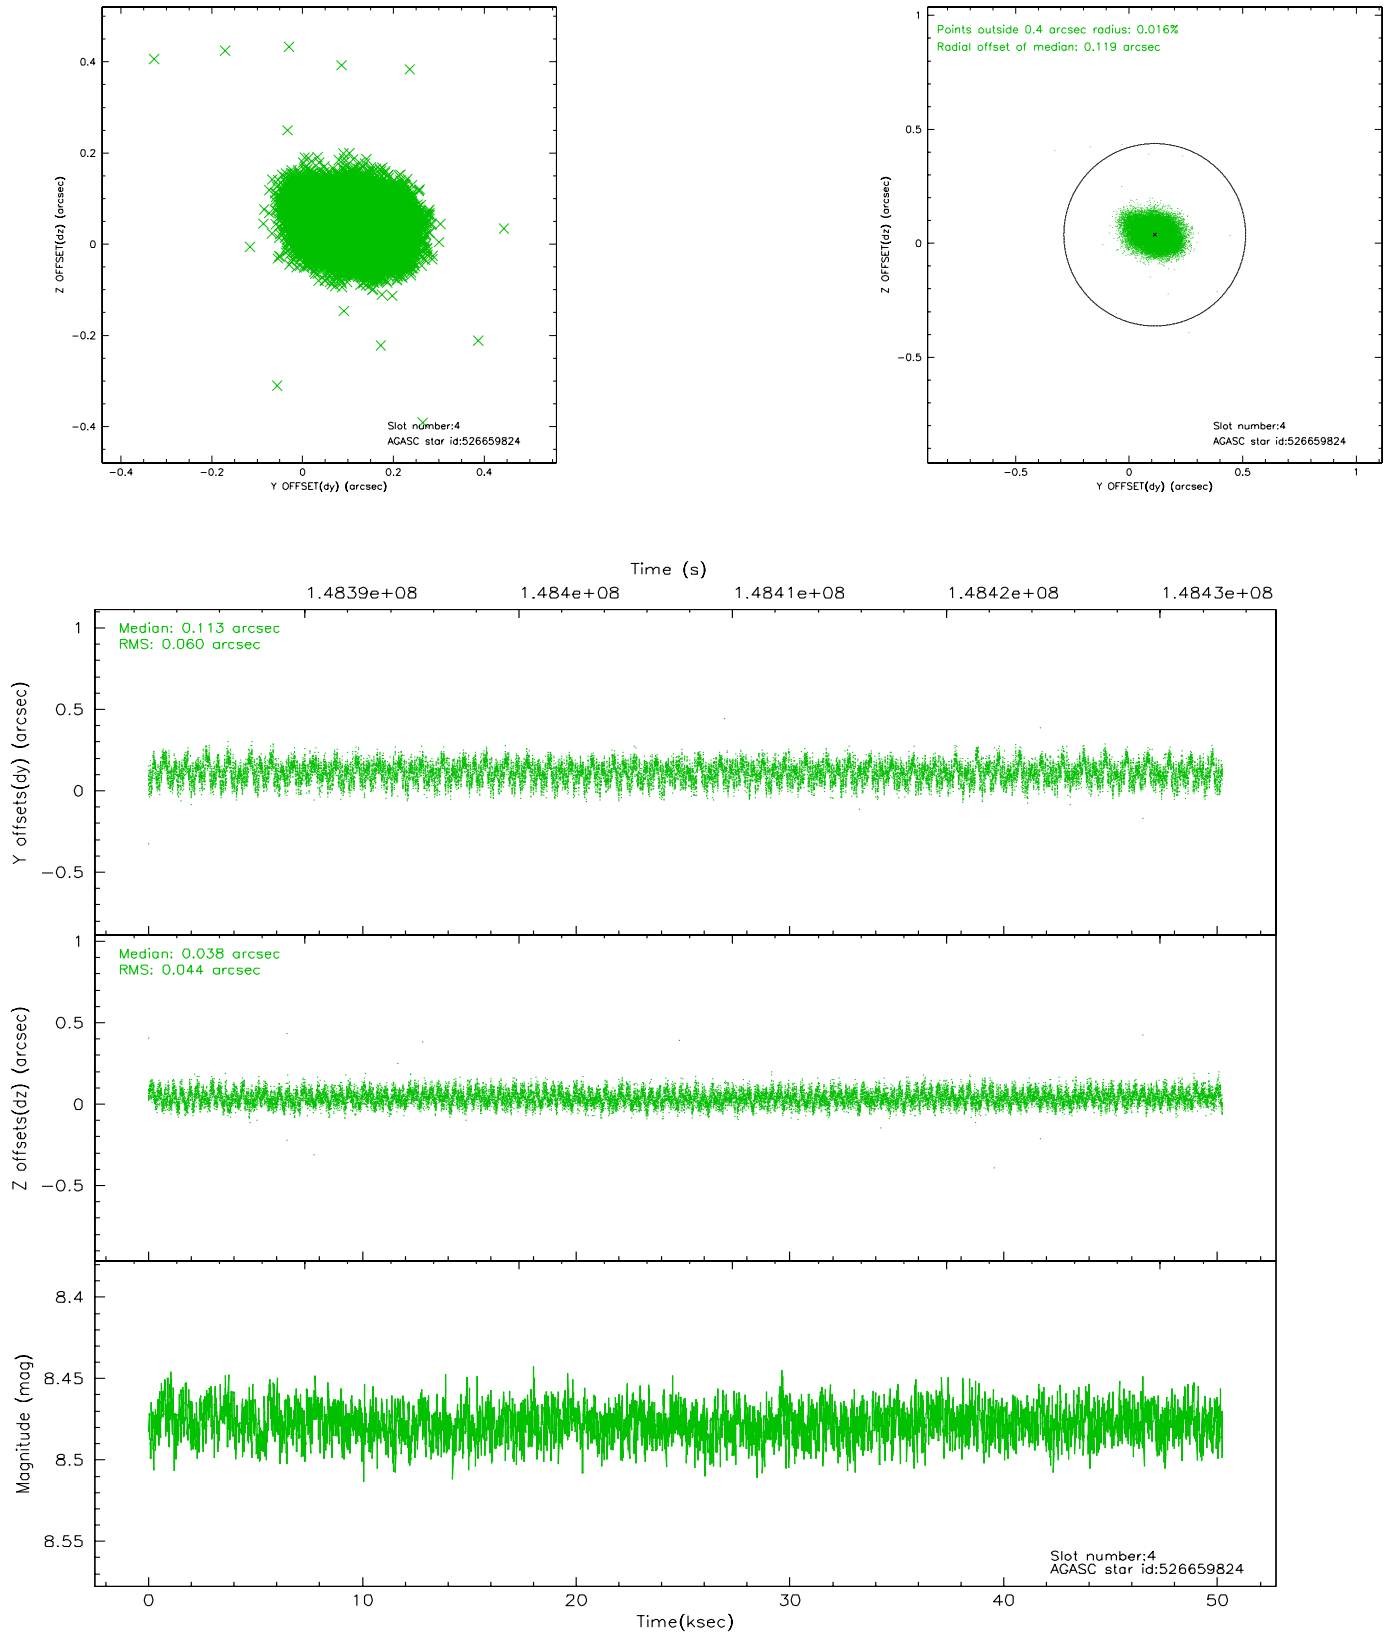 0.4
0.2
0
−0.2
−0.4
Z OFFSET(dz) (arcsec)
Slot number:4
AGASC star id:526659824
−0.4 −0.2 0 0.2 0.4
Y OFFSET(dy) (arcsec)
Points outside 0.4 arcsec radius: 0.016%
Radial offset of median: 0.119 arcsec
1
0.5
0
−0.5
Z OFFSET(dz) (arcsec)
Slot number:4
AGASC star id:526659824
−0.5 0 0.5 1
Y OFFSET(dy) (arcsec)
Time (s)
1.4839e+08 1.484e+08 1.4841e+08 1.4842e+08 1.4843e+08
Median: 0.113 arcsec
RMS: 0.060 arcsec
1
0.5
0
−0.5
Y offsets(dy) (arcsec)
Median: 0.038 arcsec
RMS: 0.044 arcsec
1
0.5
0
−0.5
Z offsets(dz) (arcsec)
8.4
8.45
8.5
8.55
Magnitude (mag)
Slot number:4
AGASC star id:526659824
0 10 20 30 40 50
Time(ksec)